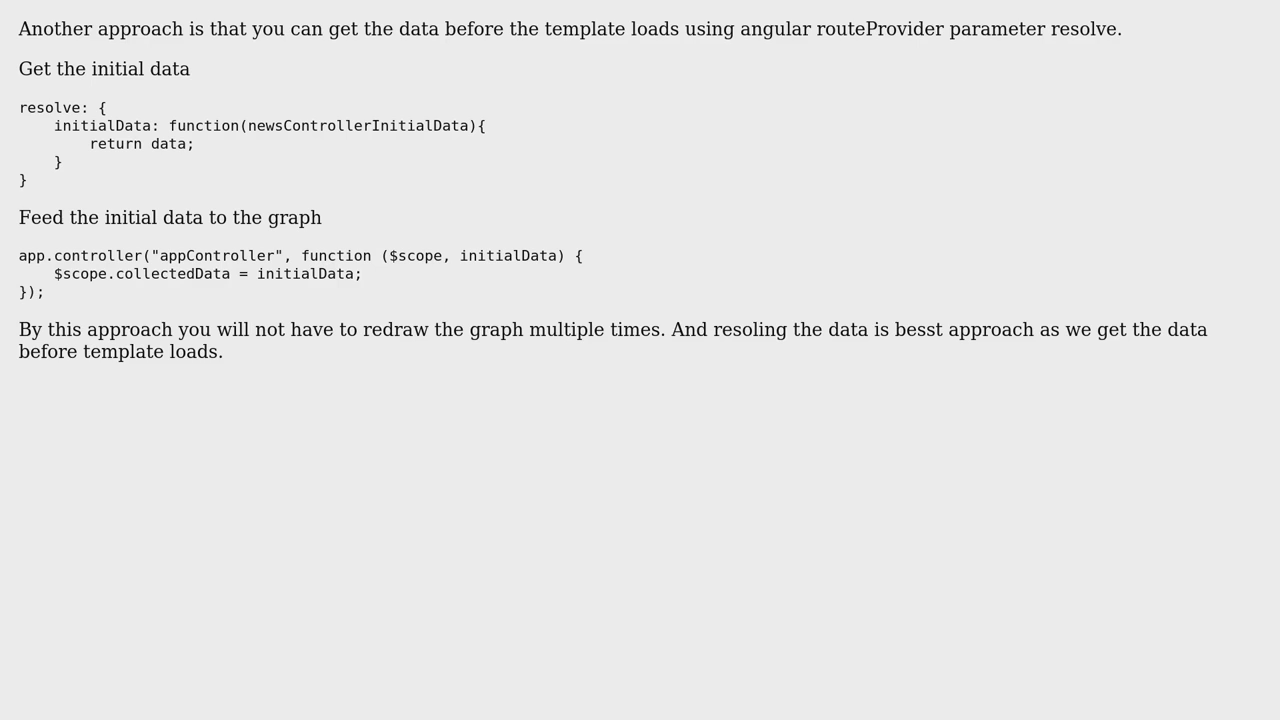 Another approach is that you can get the data before the template loads using angular routeProvider parameter resolve.
Get the initial data
resolve: {
    initialData: function(newsControllerInitialData){
        return data;
    }
}
Feed the initial data to the graph
app.controller("appController", function ($scope, initialData) {
    $scope.collectedData = initialData;
});
By this approach you will not have to redraw the graph multiple times. And resoling the data is besst approach as we get the data
before template loads.